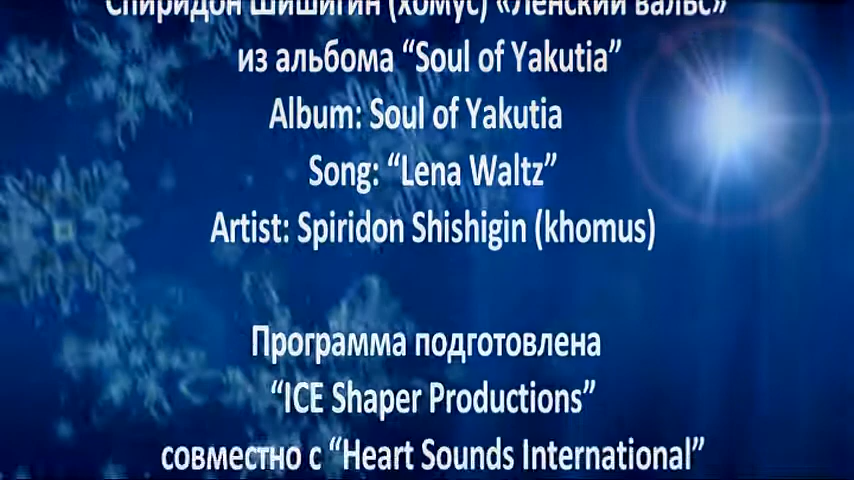 Спиридон Шишигин (хомус) «Ленский вальс»
из альбома “Soul of Yakutia”
Album: Soul of Yakutia
Song: “Lena Waltz”
Artist: Spiridon Shishigin (khomus)
Программа подготовлена
“ICE Shaper Productions”
совместно с “Heart Sounds International”